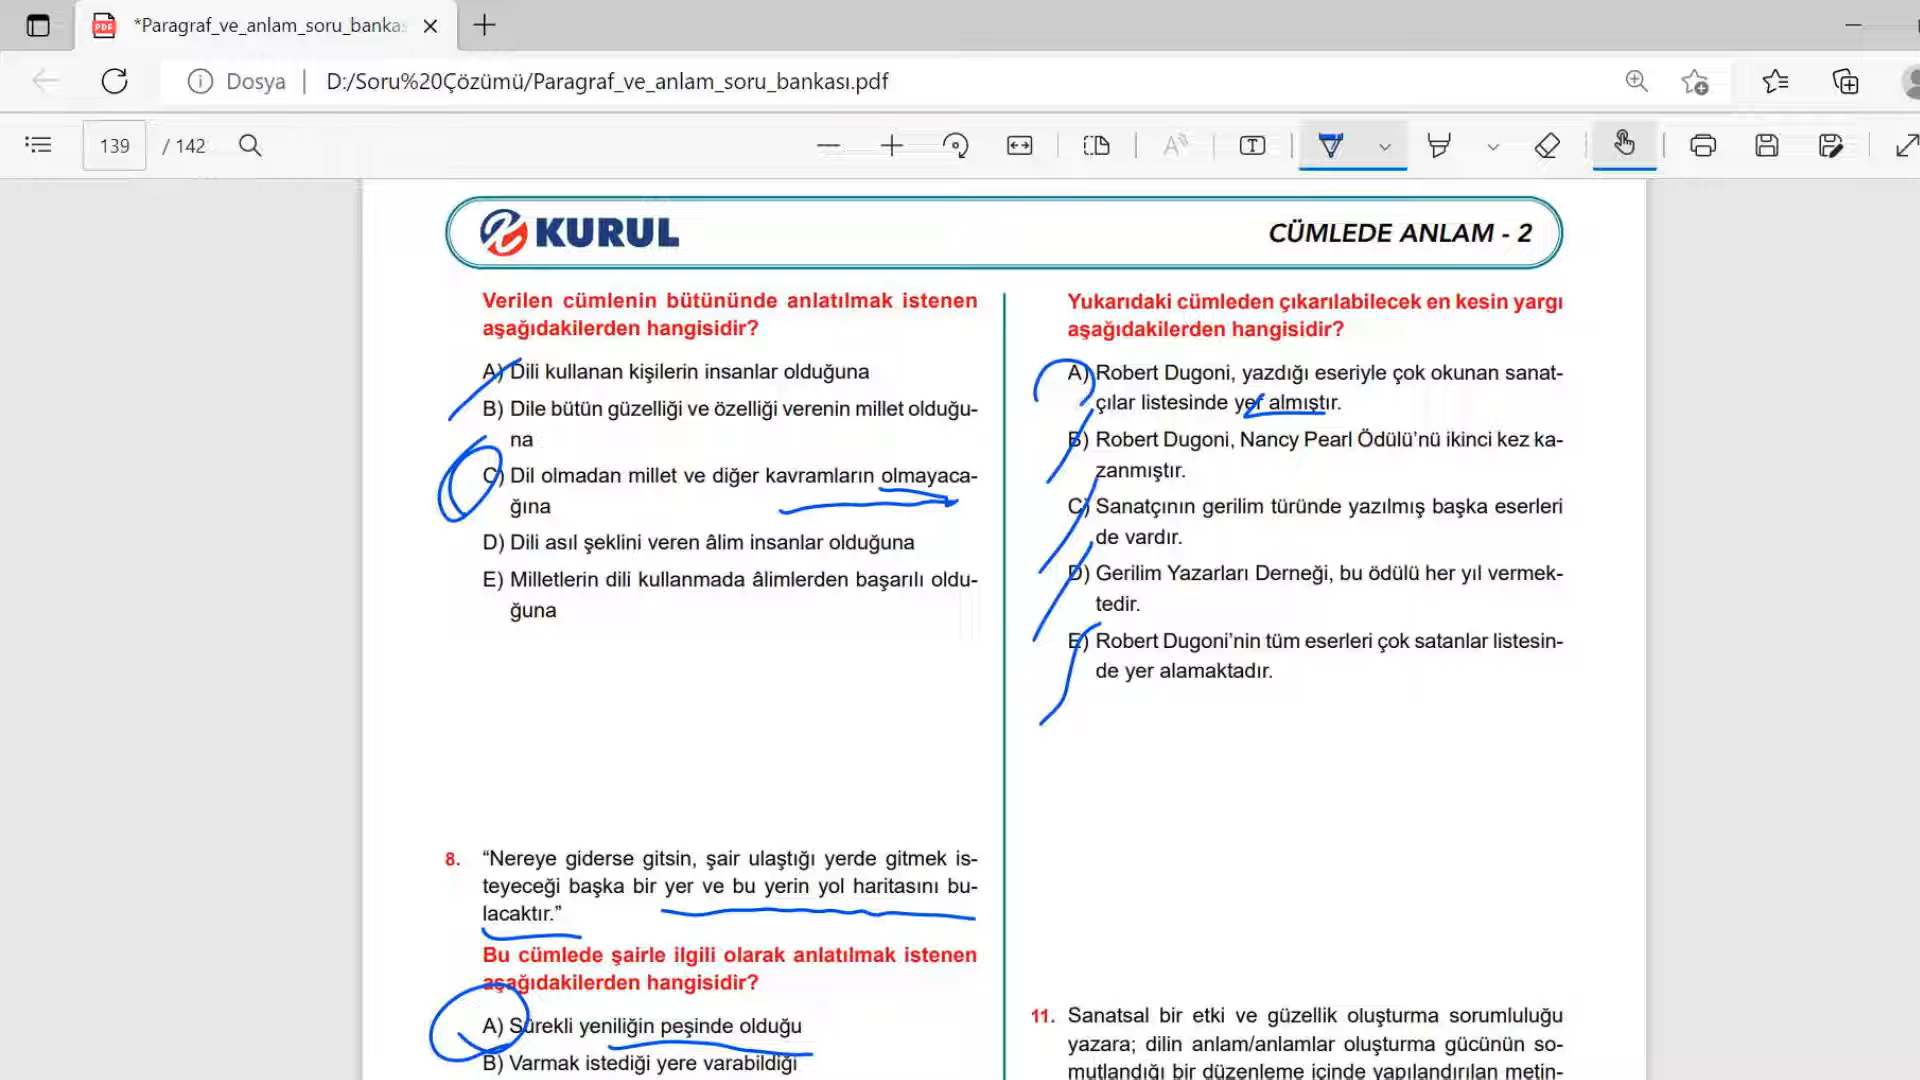 *Paragraf_ve_anlam_soru_banka
Dosya
D:/Soru%20Çözümü/Paragraf_ve_anlam_soru_bankası.pdf
139 / 142
KURUL
CÜMLEDE ANLAM - 2
Verilen cümlenin bütününde anlatılmak istenen
aşağıdakilerden hangisidir?
A) Dili kullanan kişilerin insanlar olduğuna
B) Dile bütün güzelliği ve özelliği verenin millet olduğu-
na
C) Dil olmadan millet ve diğer kavramların olmayaca-
ğına
D) Dili asıl şeklini veren âlim insanlar olduğuna
E) Milletlerin dili kullanmada âlimlerden başarılı oldu-
ğuna
8. “Nereye giderse gitsin, şair ulaştığı yerde gitmek is-
teyeceği başka bir yer ve bu yerin yol haritasını bu-
lacaktır.”
Bu cümlede şairle ilgili olarak anlatılmak istenen
aşağıdakilerden hangisidir?
A) Sürekli yeniliğin peşinde olduğu
B) Varmak istediği yere varabildiği
Yukarıdaki cümleden çıkarılabilecek en kesin yargı
aşağıdakilerden hangisidir?
A) Robert Dugoni, yazdığı eseriyle çok okunan sanat-
çılar listesinde yer almıştır.
B) Robert Dugoni, Nancy Pearl Ödülü’nü ikinci kez ka-
zanmıştır.
C) Sanatçının gerilim türünde yazılmış başka eserleri
de vardır.
D) Gerilim Yazarları Derneği, bu ödülü her yıl vermek-
tedir.
E) Robert Dugoni’nin tüm eserleri çok satanlar listesin-
de yer alamaktadır.
11. Sanatsal bir etki ve güzellik oluşturma sorumluluğu
yazara; dilin anlam/anlamlar oluşturma gücünün so-
mutlandığı bir düzenleme içinde yapılandırılan metin-